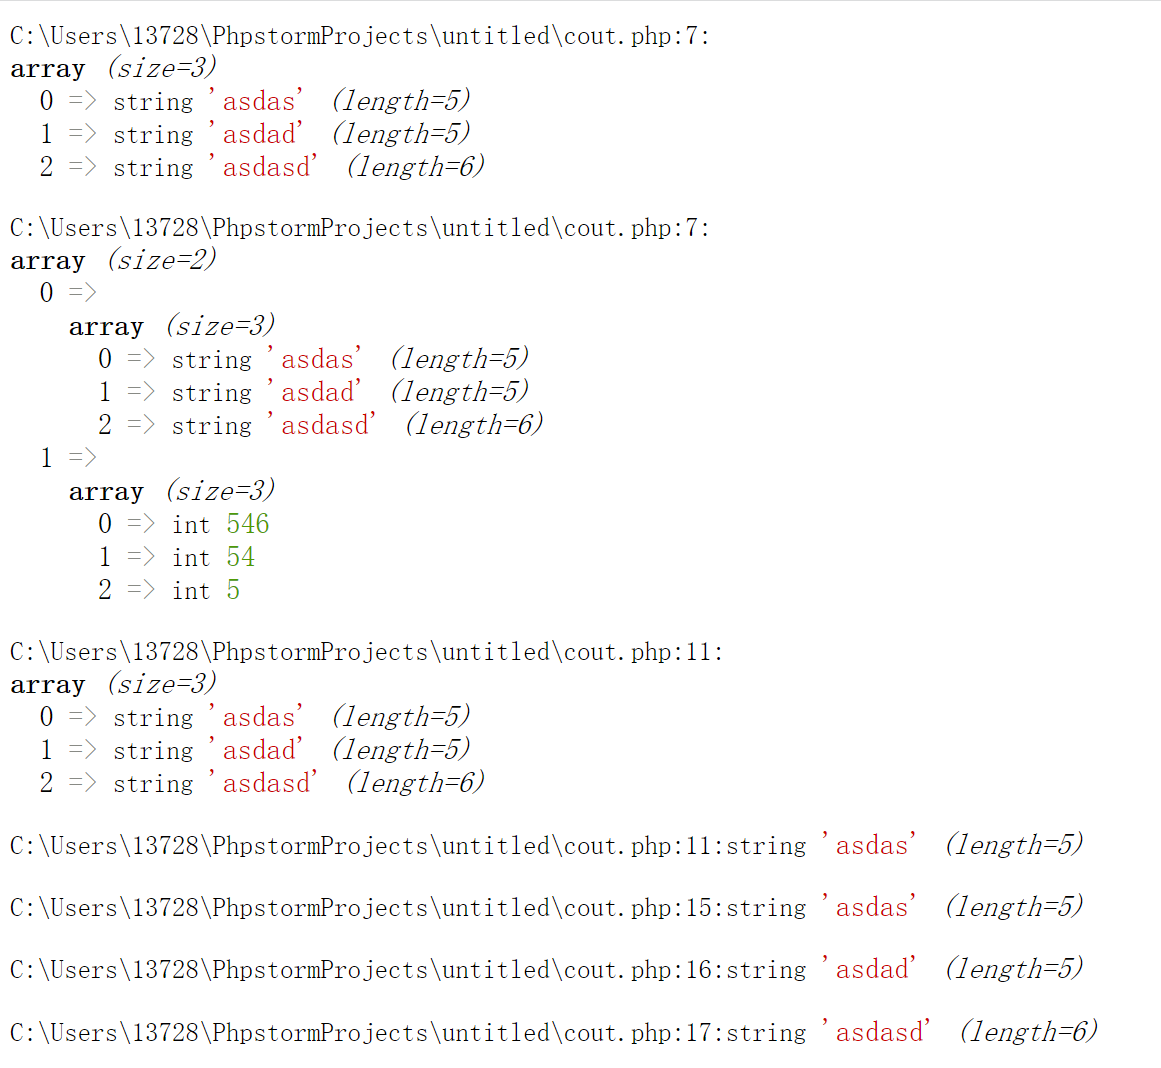 C:\Users\13728\PhpstormProjects\untitled\cout.php:7:
array (size=3)
  0 => string 'asdas' (length=5)
  1 => string 'asdad' (length=5)
  2 => string 'asdasd' (length=6)
C:\Users\13728\PhpstormProjects\untitled\cout.php:7:
array (size=2)
  0 =>
    array (size=3)
      0 => string 'asdas' (length=5)
      1 => string 'asdad' (length=5)
      2 => string 'asdasd' (length=6)
  1 =>
    array (size=3)
      0 => int 546
      1 => int 54
      2 => int 5
C:\Users\13728\PhpstormProjects\untitled\cout.php:11:
array (size=3)
  0 => string 'asdas' (length=5)
  1 => string 'asdad' (length=5)
  2 => string 'asdasd' (length=6)
C:\Users\13728\PhpstormProjects\untitled\cout.php:11:string 'asdas' (length=5)
C:\Users\13728\PhpstormProjects\untitled\cout.php:15:string 'asdas' (length=5)
C:\Users\13728\PhpstormProjects\untitled\cout.php:16:string 'asdad' (length=5)
C:\Users\13728\PhpstormProjects\untitled\cout.php:17:string 'asdasd' (length=6)